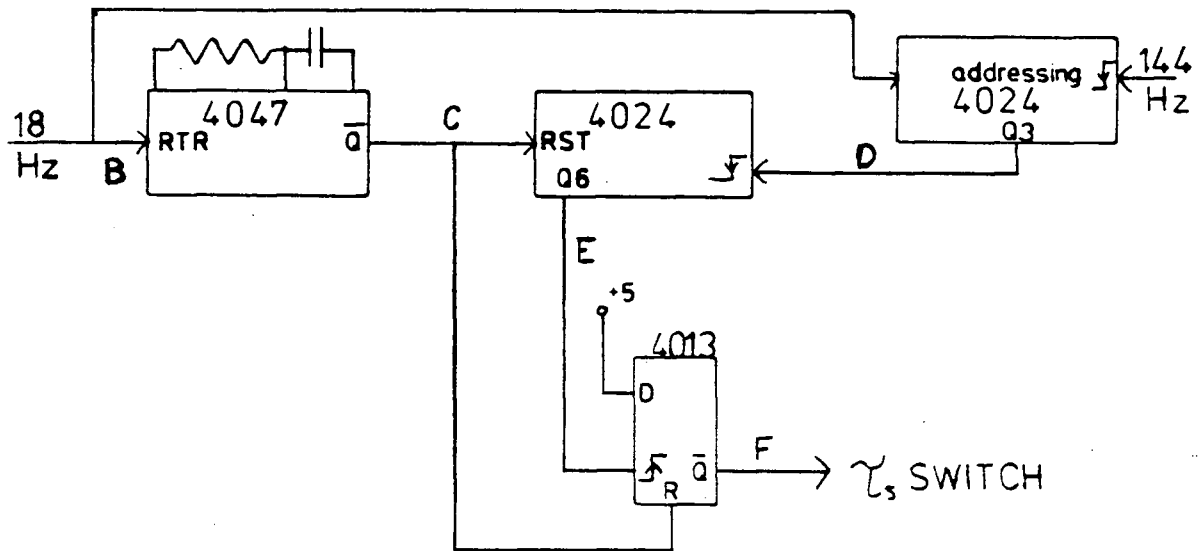 18
Hz
B
RTR
4047
Q̅
C
RST
4024
Q6
addressing
4024
Q3
144
Hz
D
E
+5
4013
D
R
Q̅
F
τs SWITCH